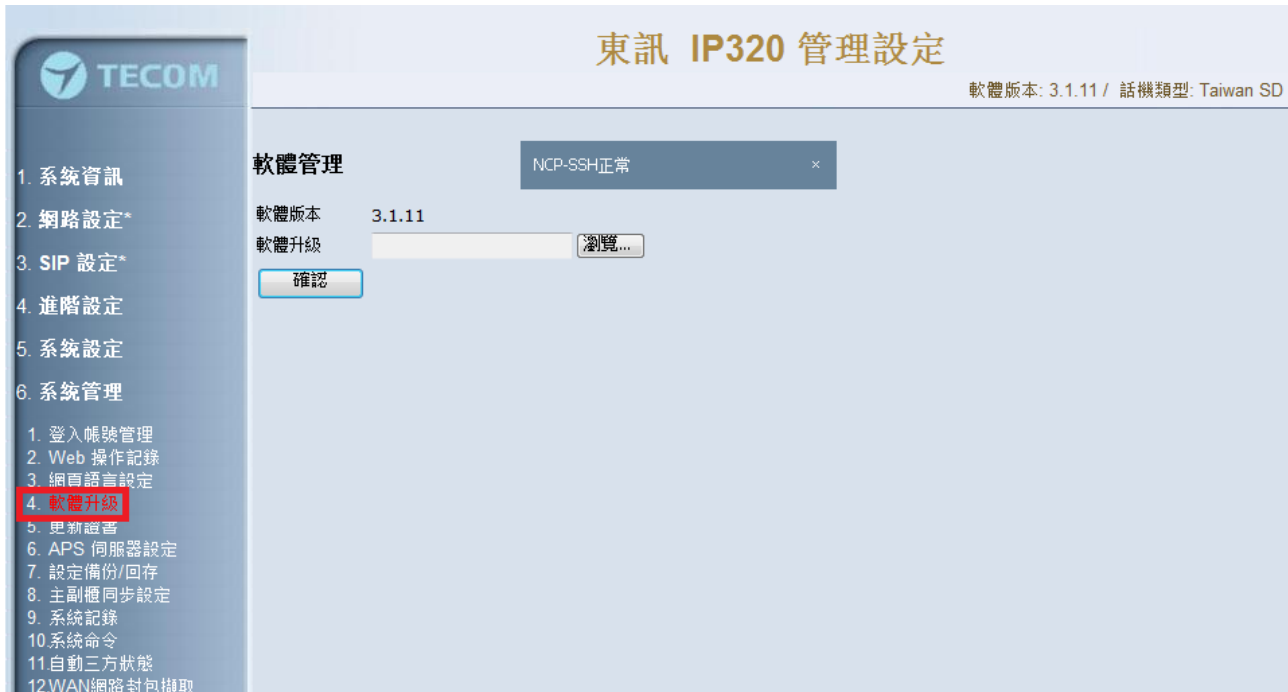 TECOM
東訊 IP320 管理設定
軟體版本: 3.1.11 / 話機類型: Taiwan SD
1. 系統資訊
2. 網路設定*
3. SIP 設定*
4. 進階設定
5. 系統設定
6. 系統管理
1. 登入帳號管理
2. Web 操作記錄
3. 網頁語言設定
4. 軟體升級
5. 更新證書
6. APS 伺服器設定
7. 設定備份/回存
8. 主副櫃同步設定
9. 系統記錄
10.系統命令
11.自動三方狀態
12.WAN網路封包擷取
軟體管理
NCP-SSH正常 ×
軟體版本 3.1.11
軟體升級 瀏覽...
確認